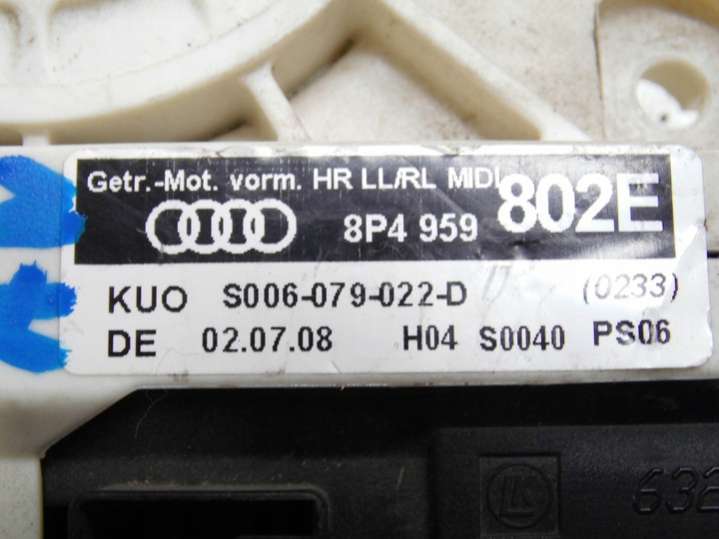 Getr.-Mot. vorm. HR LL/RL MIDI
8P4 959 802E
KUO S006-079-022-D (0233)
DE 02.07.08 H04 S0040 PS06
632